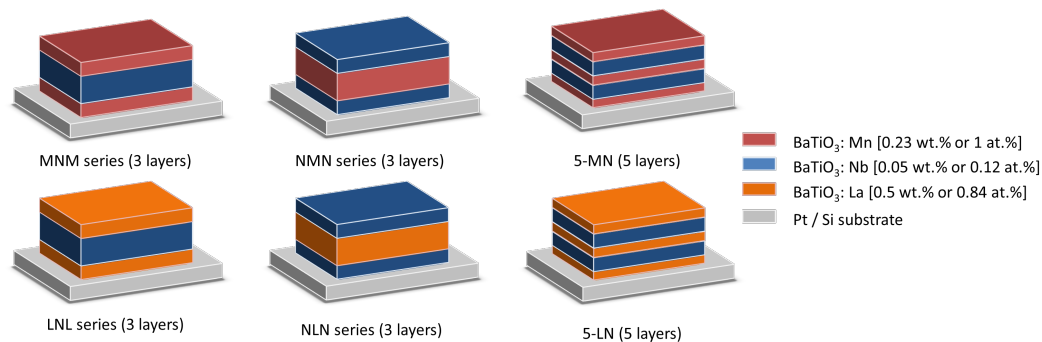 MNM series (3 layers)
NMN series (3 layers)
5-MN (5 layers)
BaTiO₃: Mn [0.23 wt.% or 1 at.%]
BaTiO₃: Nb [0.05 wt.% or 0.12 at.%]
BaTiO₃: La [0.5 wt.% or 0.84 at.%]
Pt / Si substrate
LNL series (3 layers)
NLN series (3 layers)
5-LN (5 layers)